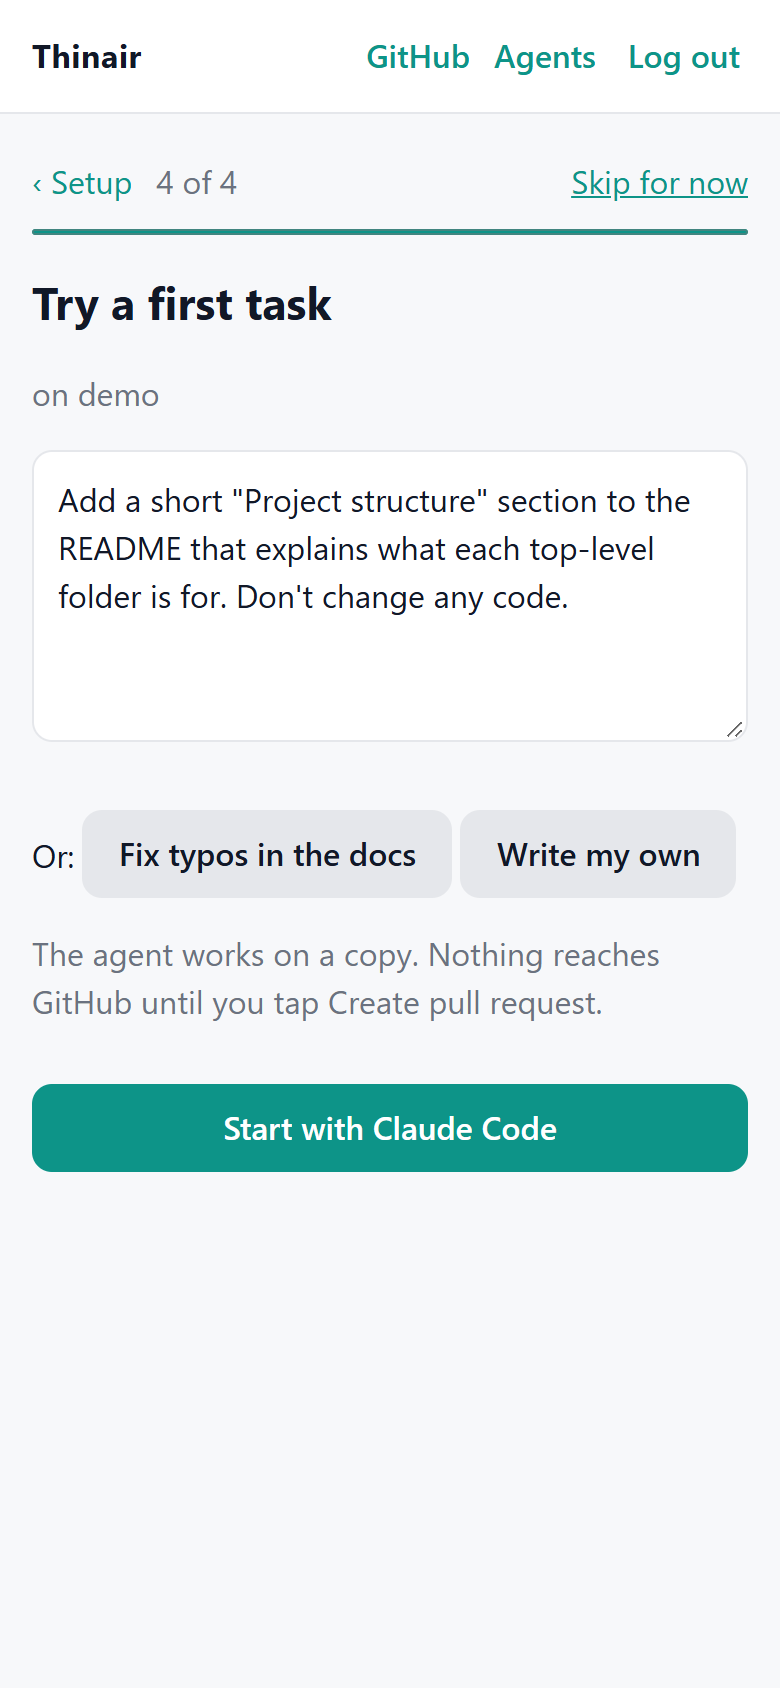 Thinair GitHub Agents Log out
‹ Setup 4 of 4 Skip for now
Try a first task
on demo
Add a short "Project structure" section to the
README that explains what each top-level
folder is for. Don't change any code.
Or: Fix typos in the docs Write my own
The agent works on a copy. Nothing reaches
GitHub until you tap Create pull request.
Start with Claude Code